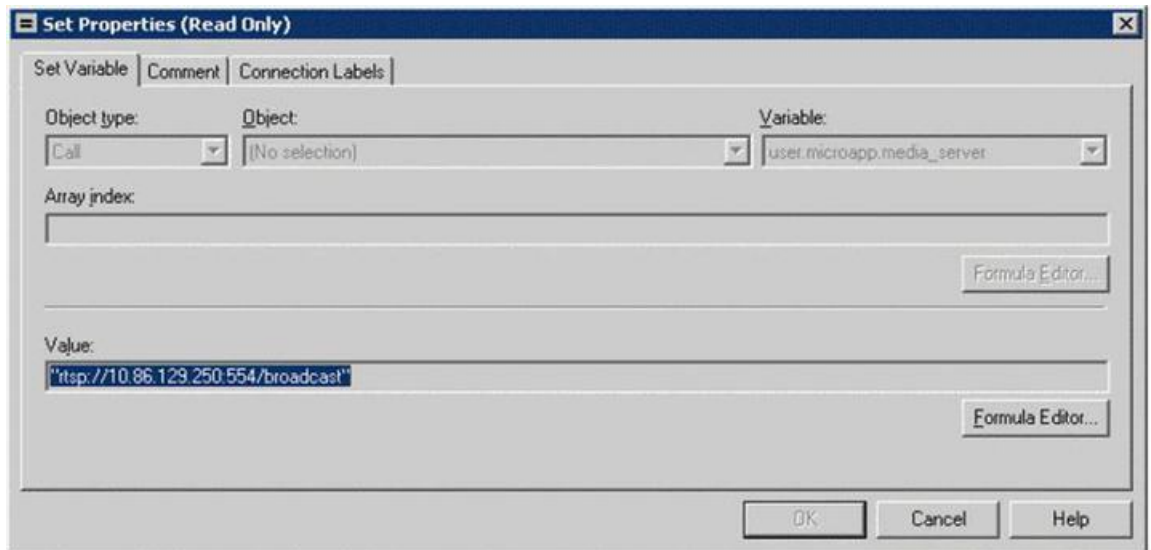 Set Properties (Read Only)
Set Variable Comment Connection Labels
Object type: Object: Variable:
Call (No selection) user.microapp.media_server
Array index:
Formula Editor...
Value:
"rtsp://10.86.129.250:554/broadcast"
Formula Editor...
OK Cancel Help